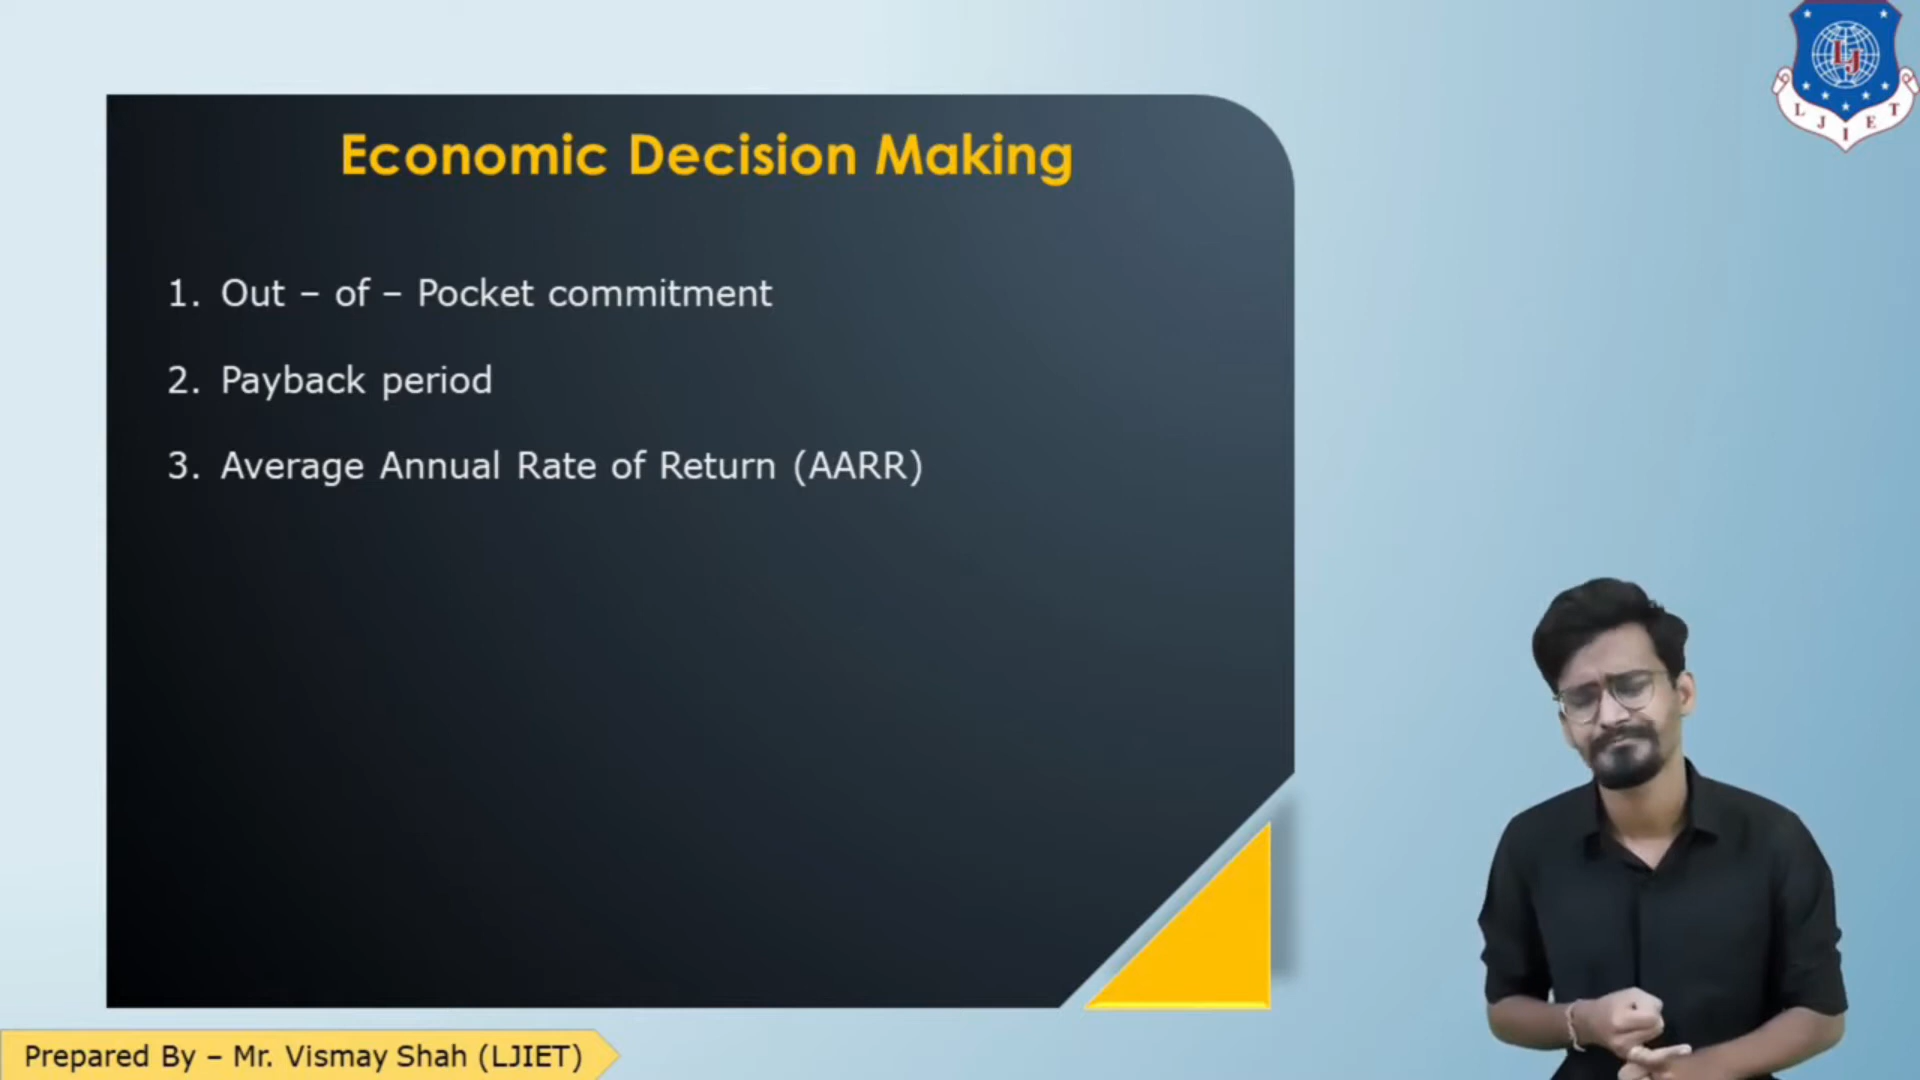 Economic Decision Making
1. Out – of – Pocket commitment
2. Payback period
3. Average Annual Rate of Return (AARR)
LJ
L J I E T
Prepared By – Mr. Vismay Shah (LJIET)